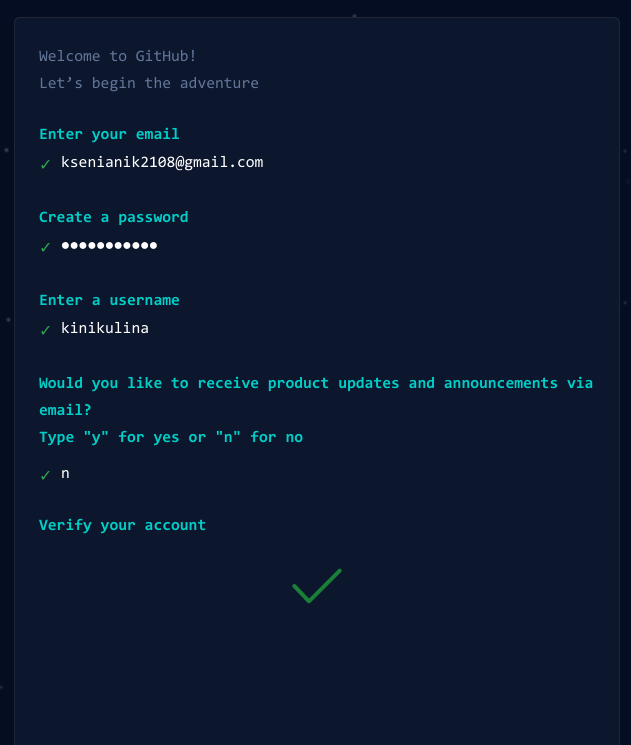 Welcome to GitHub!
Let’s begin the adventure
Enter your email
✓ ksenianik2108@gmail.com
Create a password
✓ ●●●●●●●●●●●
Enter a username
✓ kinikulina
Would you like to receive product updates and announcements via
email?
Type "y" for yes or "n" for no
✓ n
Verify your account